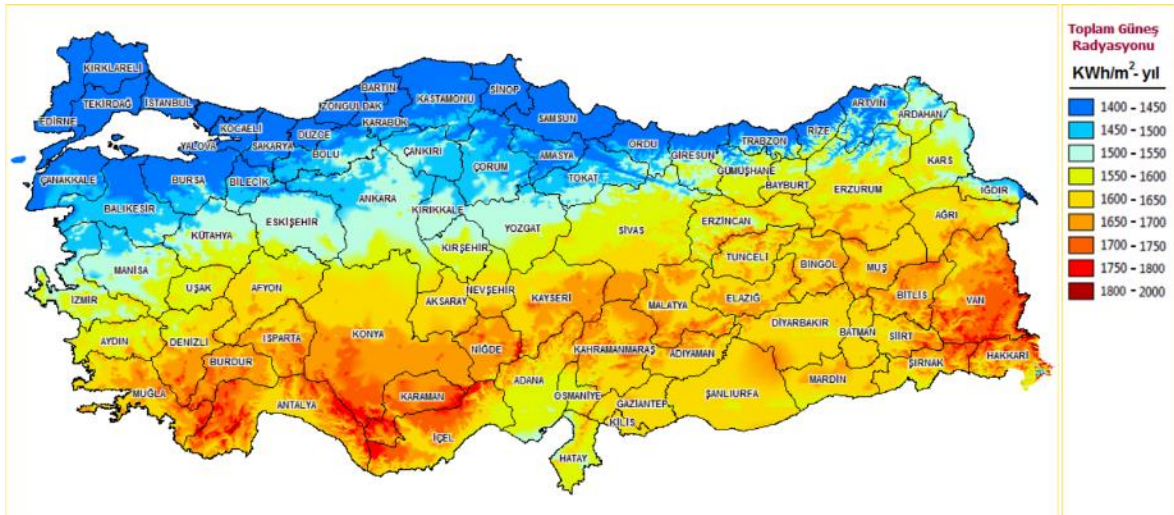 Toplam Güneş
Radyasyonu
KWh/m²- yıl
1400 - 1450
1450 - 1500
1500 - 1550
1550 - 1600
1600 - 1650
1650 - 1700
1700 - 1750
1750 - 1800
1800 - 2000
KIRKLARELİ
TEKİRDAĞ
İSTANBUL
EDİRNE
KOCAELİ
YALOVA
SAKARYA
DÜZCE
BOLU
ZONGULDAK
BARTIN
KARABÜK
KASTAMONU
SİNOP
SAMSUN
ÇANKIRI
ÇORUM
AMASYA
TOKAT
ORDU
GİRESUN
TRABZON
RİZE
ARTVİN
ARDAHAN
KARS
IĞDIR
GÜMÜŞHANE
BAYBURT
ERZURUM
AĞRI
ÇANAKKALE
BURSA
BİLECİK
BALIKESİR
ESKİŞEHİR
ANKARA
KIRIKKALE
YOZGAT
KÜTAHYA
KIRŞEHİR
SİVAS
ERZİNCAN
TUNCELİ
BİNGÖL
MUŞ
MANİSA
İZMİR
UŞAK
AFYON
AKSARAY
NEVŞEHİR
KAYSERİ
MALATYA
ELAZIĞ
BİTLİS
VAN
AYDIN
DENİZLİ
ISPARTA
BURDUR
KONYA
NİĞDE
KAHRAMANMARAŞ
ADIYAMAN
DİYARBAKIR
BATMAN
SİİRT
ŞIRNAK
HAKKARİ
MUĞLA
ANTALYA
KARAMAN
İÇEL
ADANA
OSMANİYE
GAZİANTEP
KİLİS
ŞANLIURFA
MARDİN
HATAY